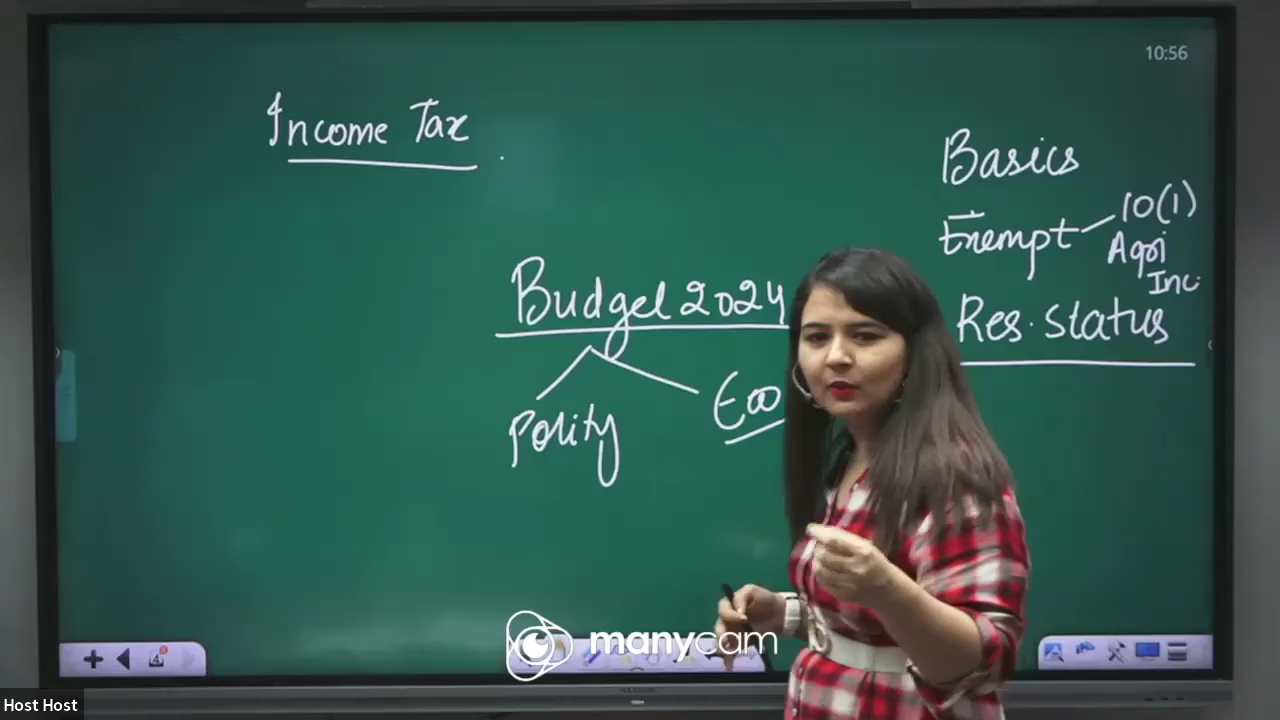 10:56
Income Tax
Basics
Exempt 10(1)
Agri
Inc.
Budget 2024
Res. Status
Polity Eco
manycam
Host Host